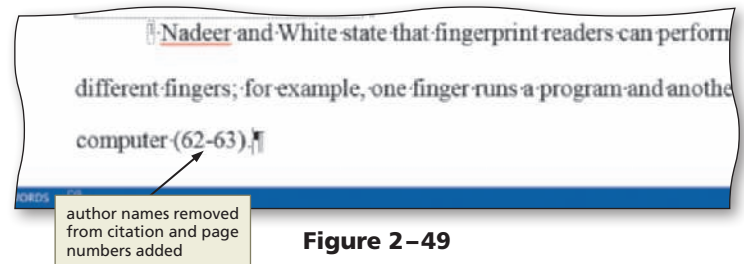 Nadeer and White state that fingerprint readers can perform
different fingers; for example, one finger runs a program and anothe
computer (62-63).¶
ORDS
author names removed
from citation and page
numbers added
Figure 2–49